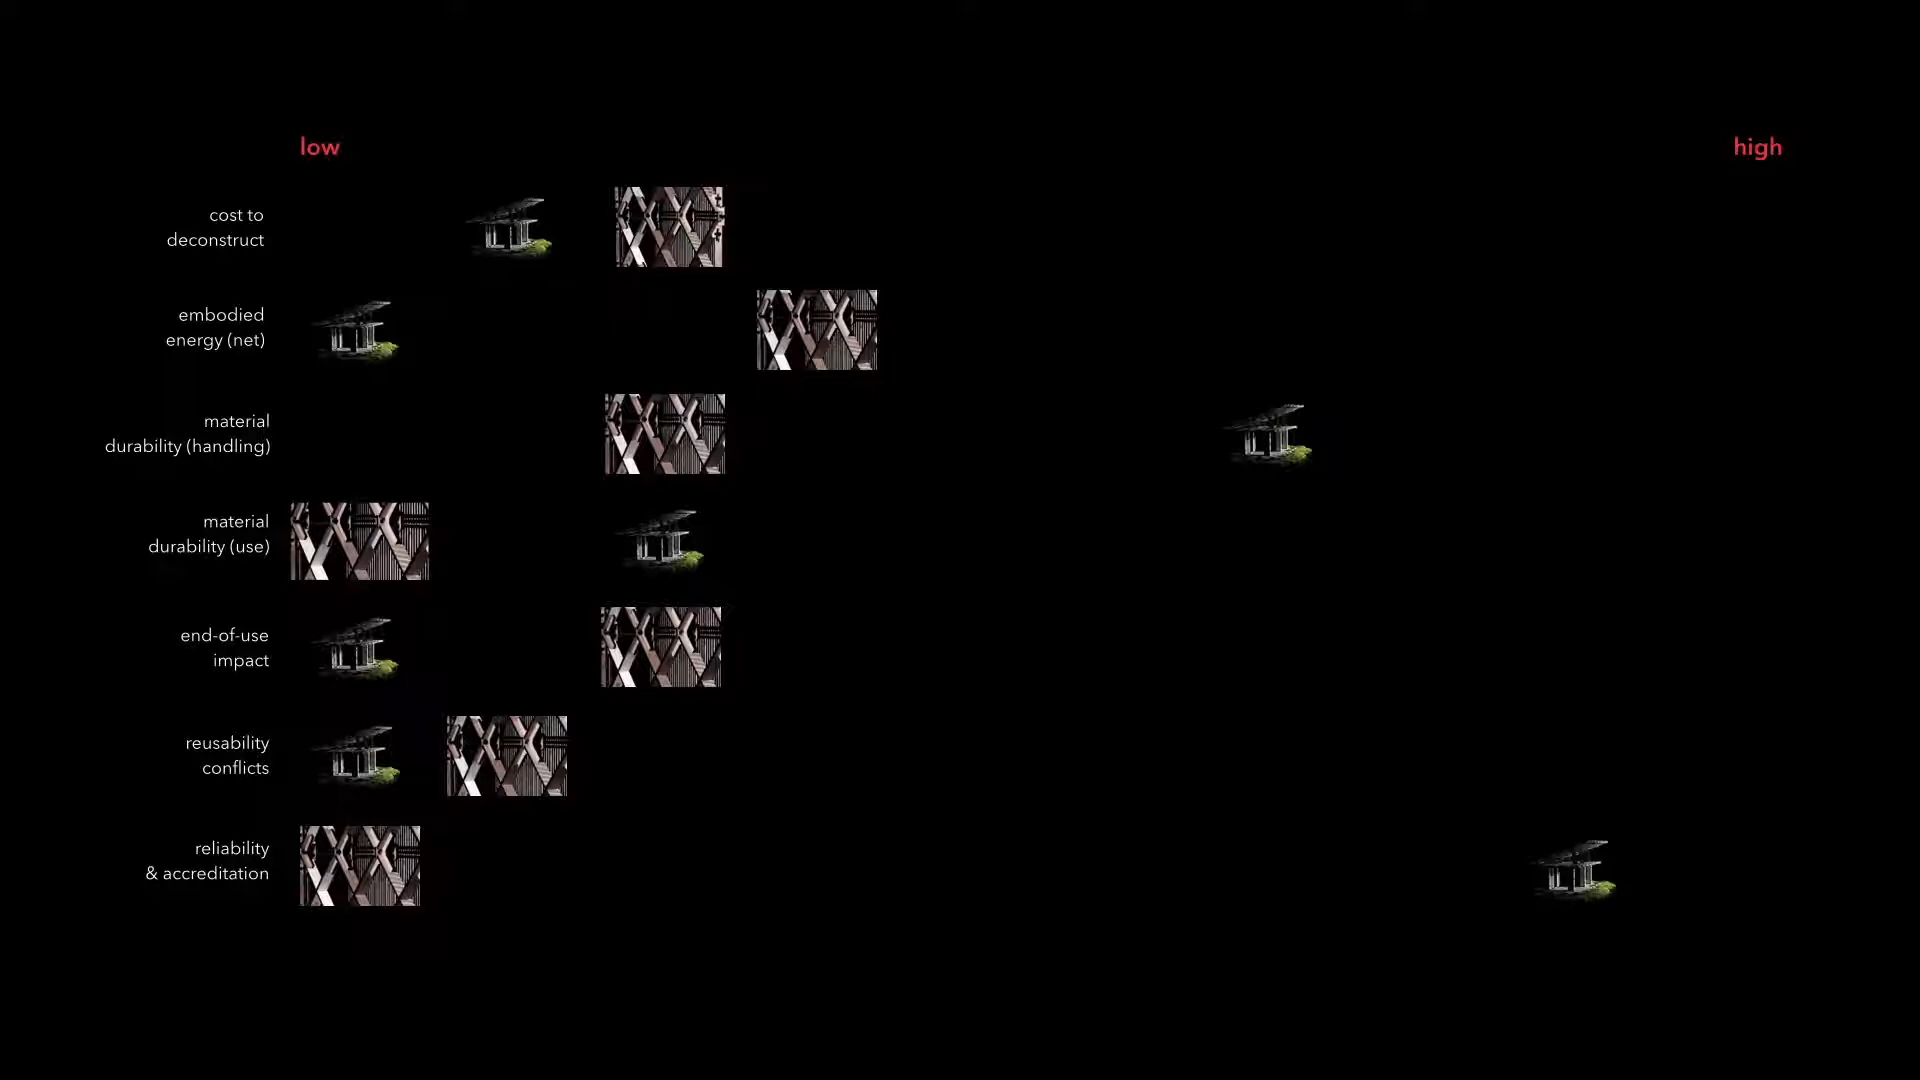 low
high
cost to
deconstruct
embodied
energy (net)
material
durability (handling)
material
durability (use)
end-of-use
impact
reusability
conflicts
reliability
& accreditation